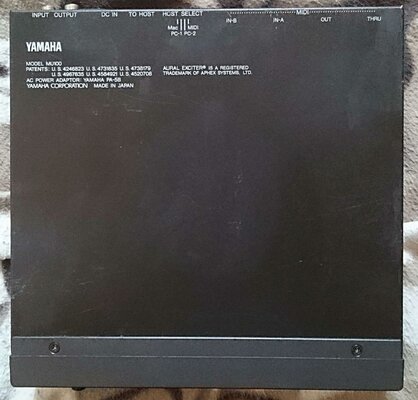 INPUT OUTPUT DC IN TO HOST HOST SELECT MIDI
Mac MIDI IN-B IN-A OUT THRU
PC-1 PC-2
YAMAHA
MODEL MU100
PATENTS: U.S.4246823 U.S.4731835 U.S.4738179 AURAL EXCITER® IS A REGISTERED
U.S.4967635 U.S.4584921 U.S.4520708 TRADEMARK OF APHEX SYSTEMS, LTD.
AC POWER ADAPTOR: YAMAHA PA-5B
YAMAHA CORPORATION MADE IN JAPAN